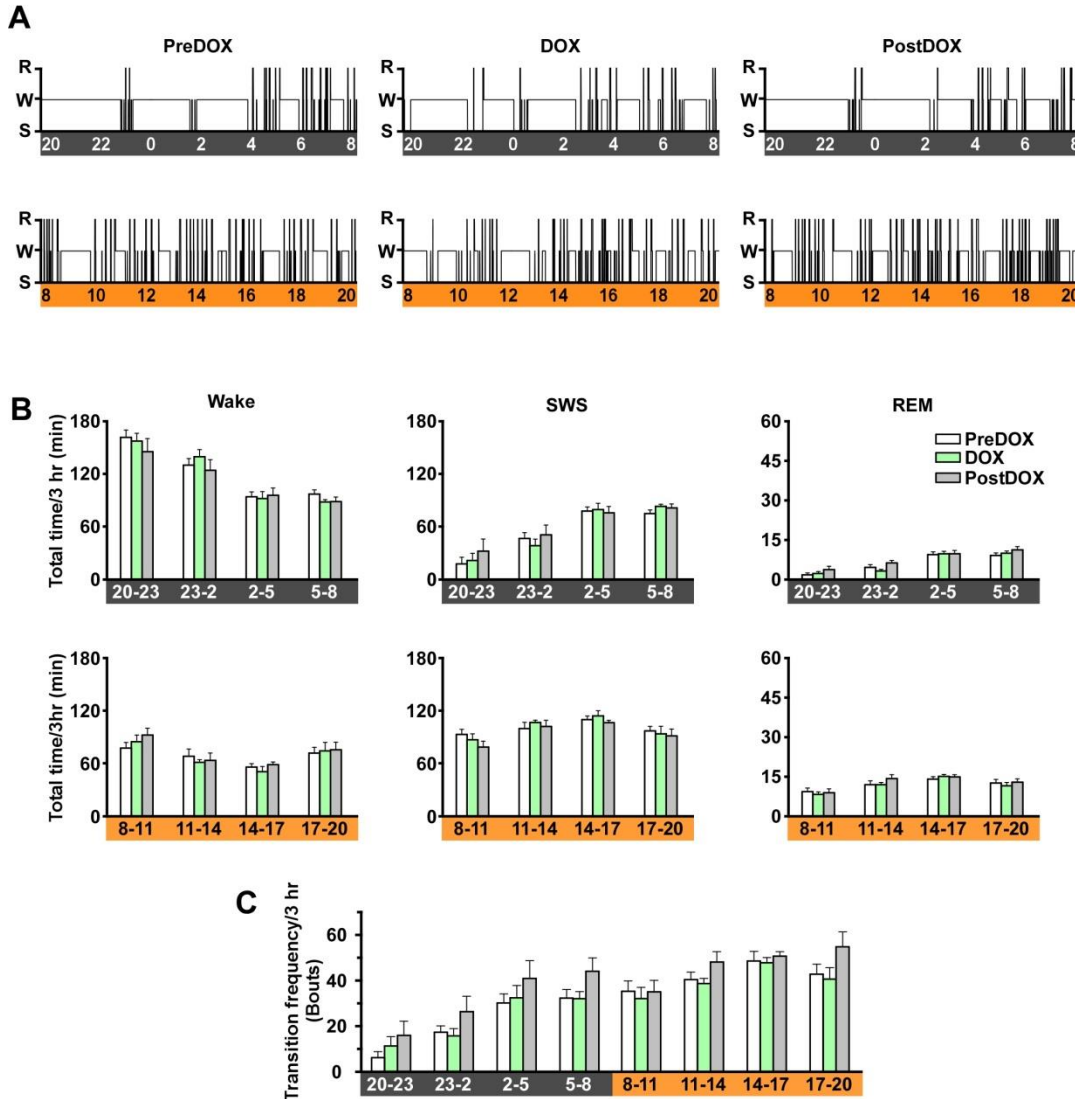 A
PreDOX
DOX
PostDOX
R
W
S
20 22 0 2 4 6 8
R
W
S
20 22 0 2 4 6 8
R
W
S
20 22 0 2 4 6 8
R
W
S
8 10 12 14 16 18 20
R
W
S
8 10 12 14 16 18 20
R
W
S
8 10 12 14 16 18 20
B
Wake
SWS
REM
Total time/3 hr (min)
180
120
60
0
20-23 23-2 2-5 5-8
180
120
60
0
20-23 23-2 2-5 5-8
60
45
30
15
0
PreDOX
DOX
PostDOX
20-23 23-2 2-5 5-8
Total time/3hr (min)
180
120
60
0
8-11 11-14 14-17 17-20
180
120
60
0
8-11 11-14 14-17 17-20
60
45
30
15
0
8-11 11-14 14-17 17-20
C
Transition frequency/3 hr
(Bouts)
60
40
20
0
20-23 23-2 2-5 5-8 8-11 11-14 14-17 17-20